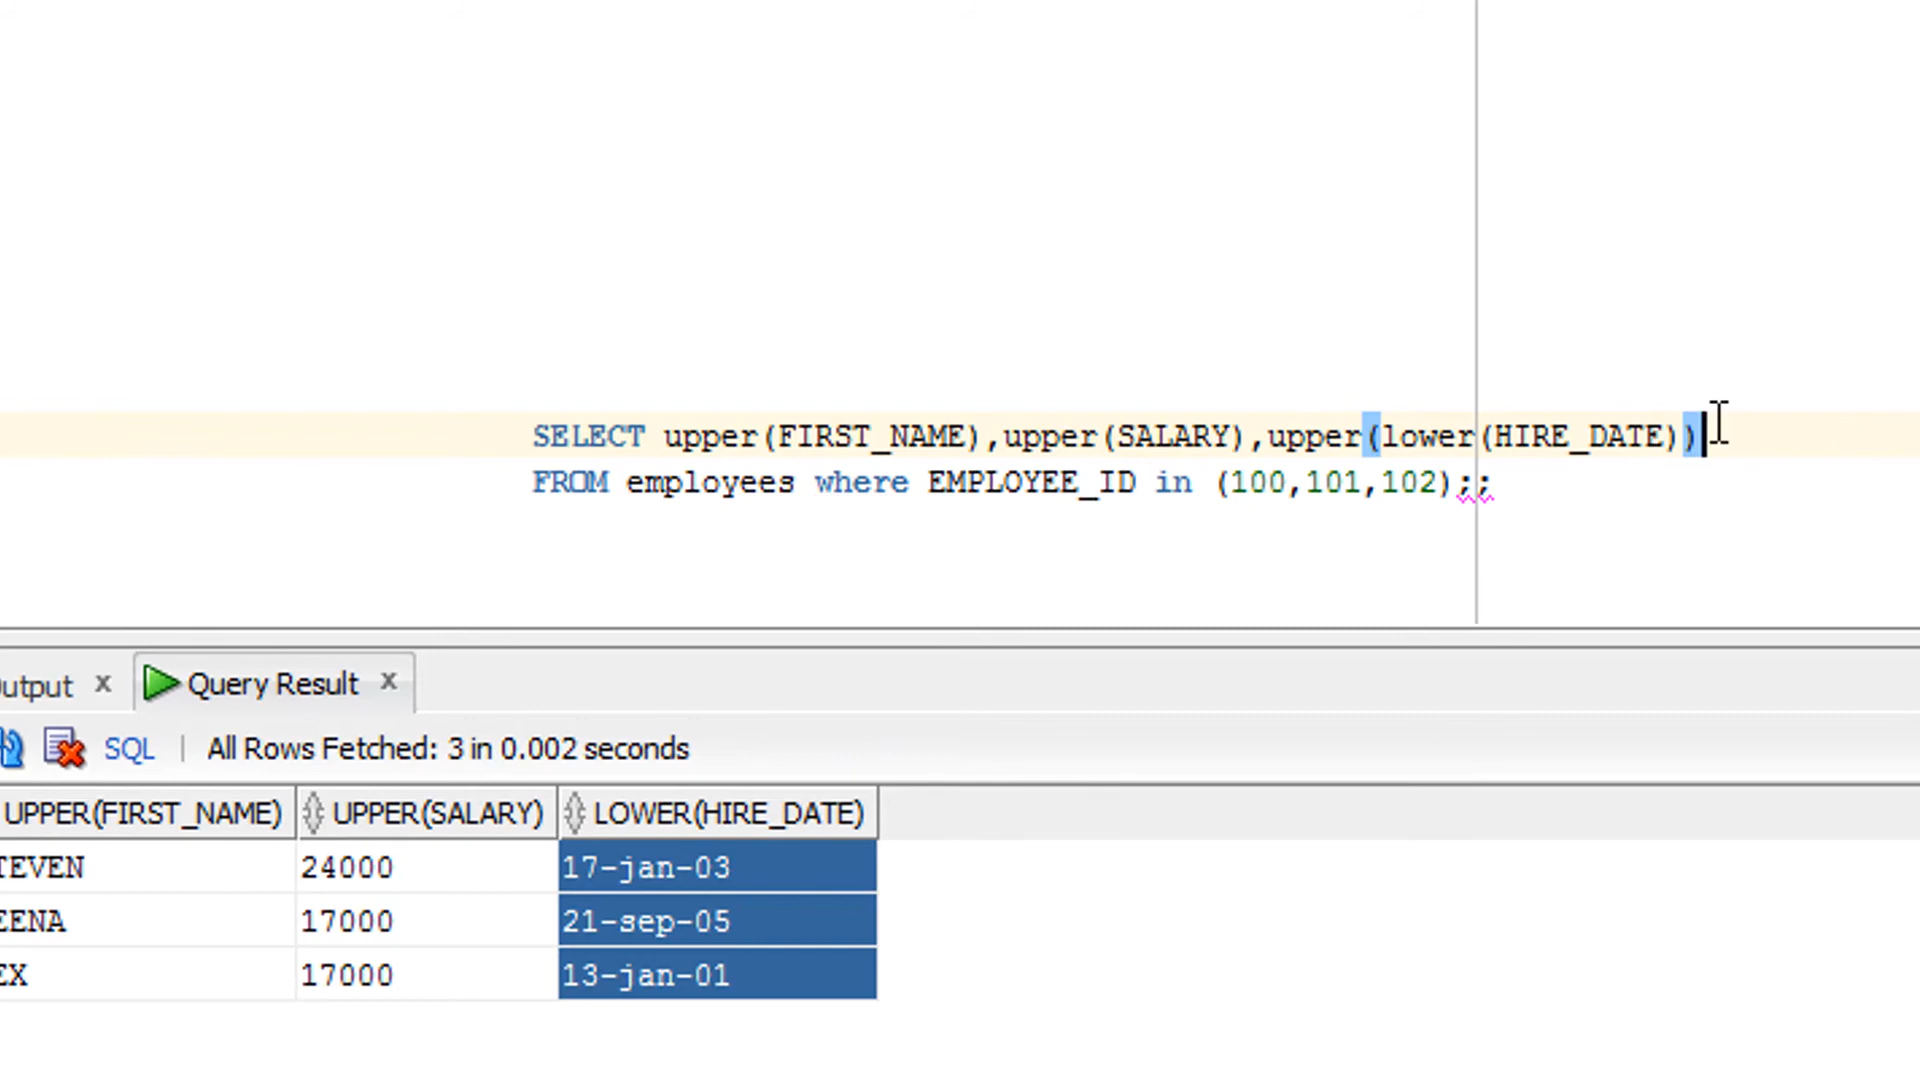 SELECT upper(FIRST_NAME),upper(SALARY),upper(lower(HIRE_DATE))
FROM employees where EMPLOYEE_ID in (100,101,102);;
utput x Query Result x
SQL | All Rows Fetched: 3 in 0.002 seconds
UPPER(FIRST_NAME) UPPER(SALARY) LOWER(HIRE_DATE)
TEVEN 24000 17-jan-03
EENA 17000 21-sep-05
EX 17000 13-jan-01